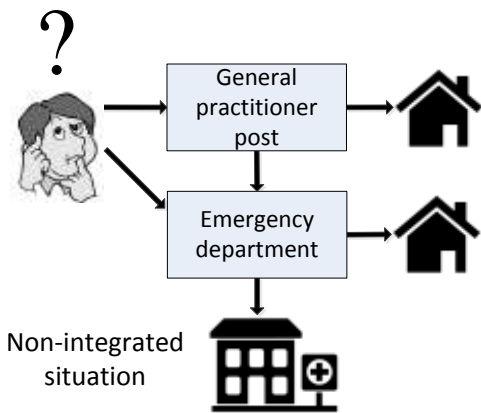 ?
General
practitioner
post
Emergency
department
Non-integrated
situation